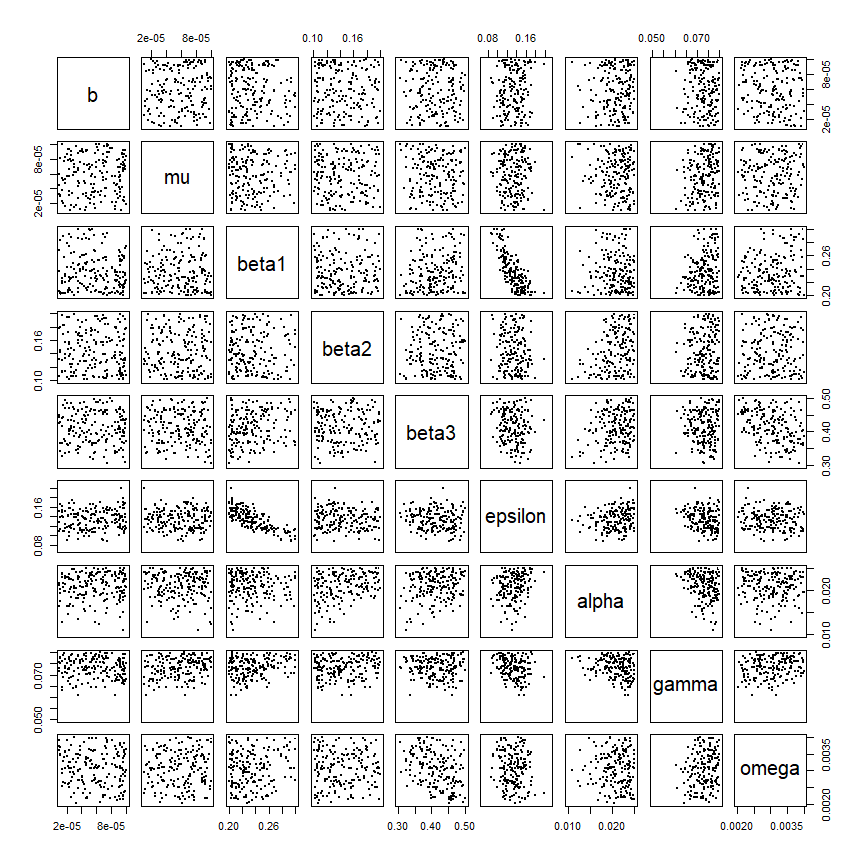 2e-05 8e-05 0.10 0.16 0.08 0.16 0.050 0.070
b
2e-05 8e-05
mu
2e-05 8e-05
beta1
0.20 0.26
beta2
0.10 0.16
beta3
0.30 0.40 0.50
epsilon
0.08 0.16
alpha
0.010 0.020
gamma
0.050 0.070
omega
0.0020 0.0035
2e-05 8e-05 0.20 0.26 0.30 0.40 0.50 0.010 0.020 0.0020 0.0035